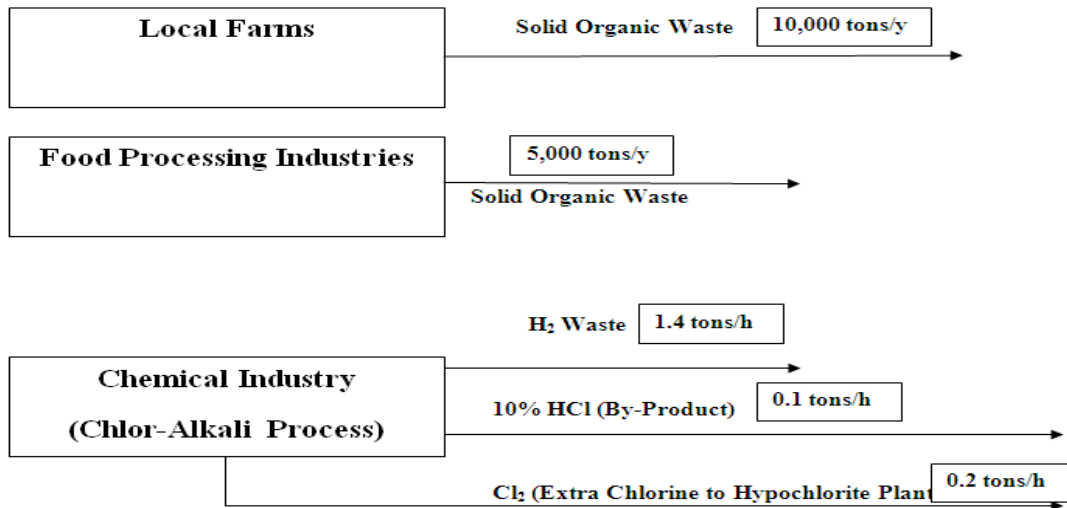 Local Farms
Solid Organic Waste
10,000 tons/y
Food Processing Industries
5,000 tons/y
Solid Organic Waste
H₂ Waste
1.4 tons/h
Chemical Industry
(Chlor-Alkali Process)
10% HCl (By-Product)
0.1 tons/h
Cl₂ (Extra Chlorine to Hypochlorite Plant
0.2 tons/h